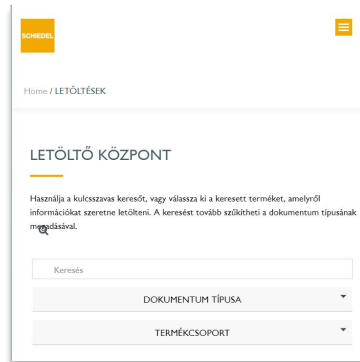 SCHIEDEL
Home / LETÖLTÉSEK
LETÖLTŐ KÖZPONT
Használja a kulcsszavas keresőt, vagy válassza ki a keresett terméket, amelyről
információkat szeretne letölteni. A keresést tovább szűkítheti a dokumentum típusának
megadásával.
Keresés
DOKUMENTUM TÍPUSA
TERMÉKCSOPORT